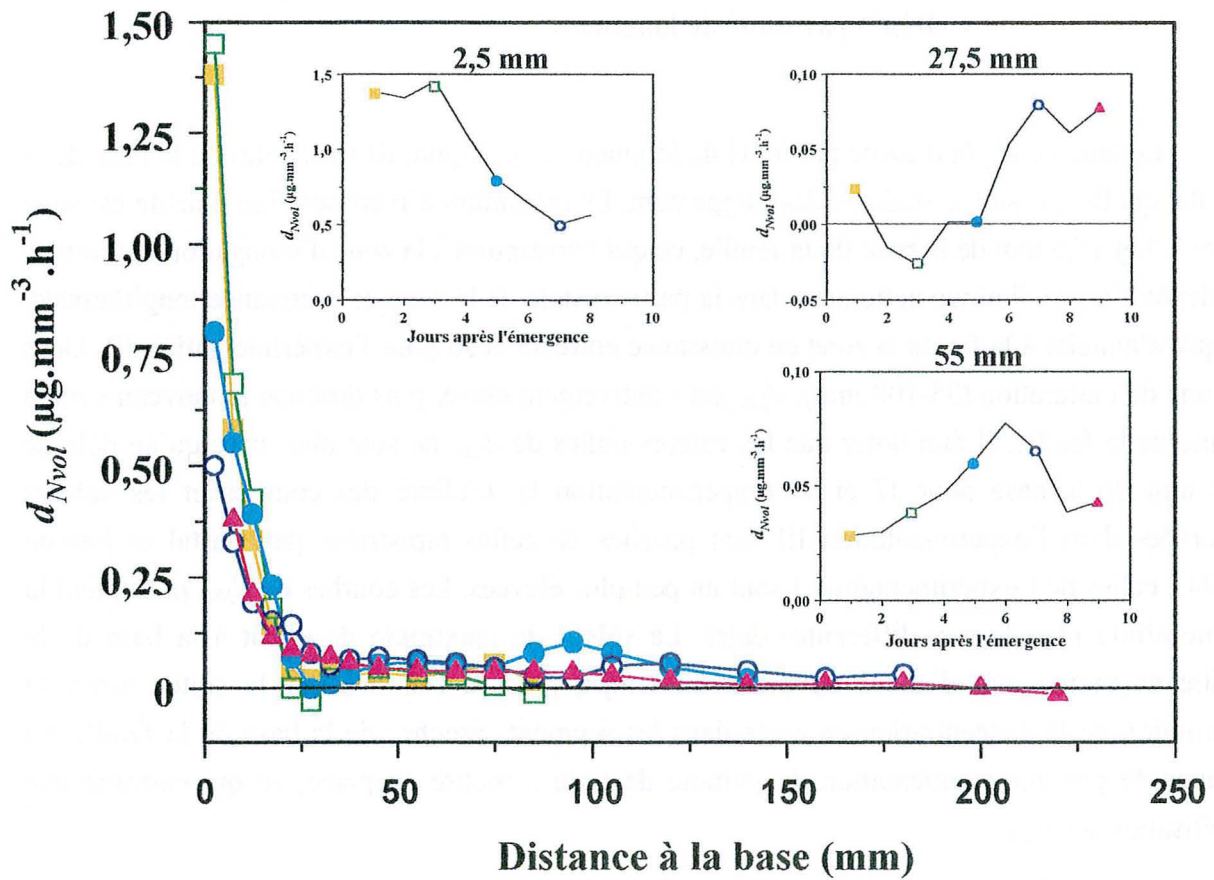 1,50
1,25
1,00
0,75
0,50
0,25
0
d_Nvol (µg.mm⁻³.h⁻¹)
0
50
100
150
200
250
Distance à la base (mm)
2,5 mm
1,5
1,0
0,5
0,0
d_Nvol (µg.mm⁻³.h⁻¹)
0 2 4 6 8 10
Jours après l'émergence
27,5 mm
0,10
0,05
0,00
0,05
d_Nvol (µg.mm⁻³.h⁻¹)
0 2 4 6 8 10
55 mm
0,10
0,05
0,00
d_Nvol (µg.mm⁻³.h⁻¹)
0 2 4 6 8 10
Jours après l'émergence